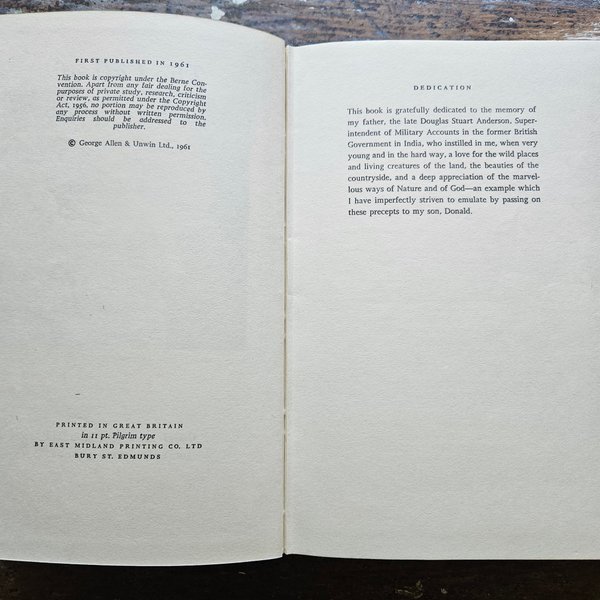 FIRST PUBLISHED IN 1961
This book is copyright under the Berne Con-
vention. Apart from any fair dealing for the
purposes of private study, research, criticism
or review, as permitted under the Copyright
Act, 1956, no portion may be reproduced by
any process without written permission.
Enquiries should be addressed to the
publisher.
© George Allen & Unwin Ltd., 1961
PRINTED IN GREAT BRITAIN
in 11 pt. Pilgrim type
BY EAST MIDLAND PRINTING CO. LTD
BURY ST. EDMUNDS
DEDICATION
This book is gratefully dedicated to the memory of
my father, the late Douglas Stuart Anderson, Super-
intendent of Military Accounts in the former British
Government in India, who instilled in me, when very
young and in the hard way, a love for the wild places
and living creatures of the land, the beauties of the
countryside, and a deep appreciation of the marvel-
lous ways of Nature and of God—an example which
I have imperfectly striven to emulate by passing on
these precepts to my son, Donald.